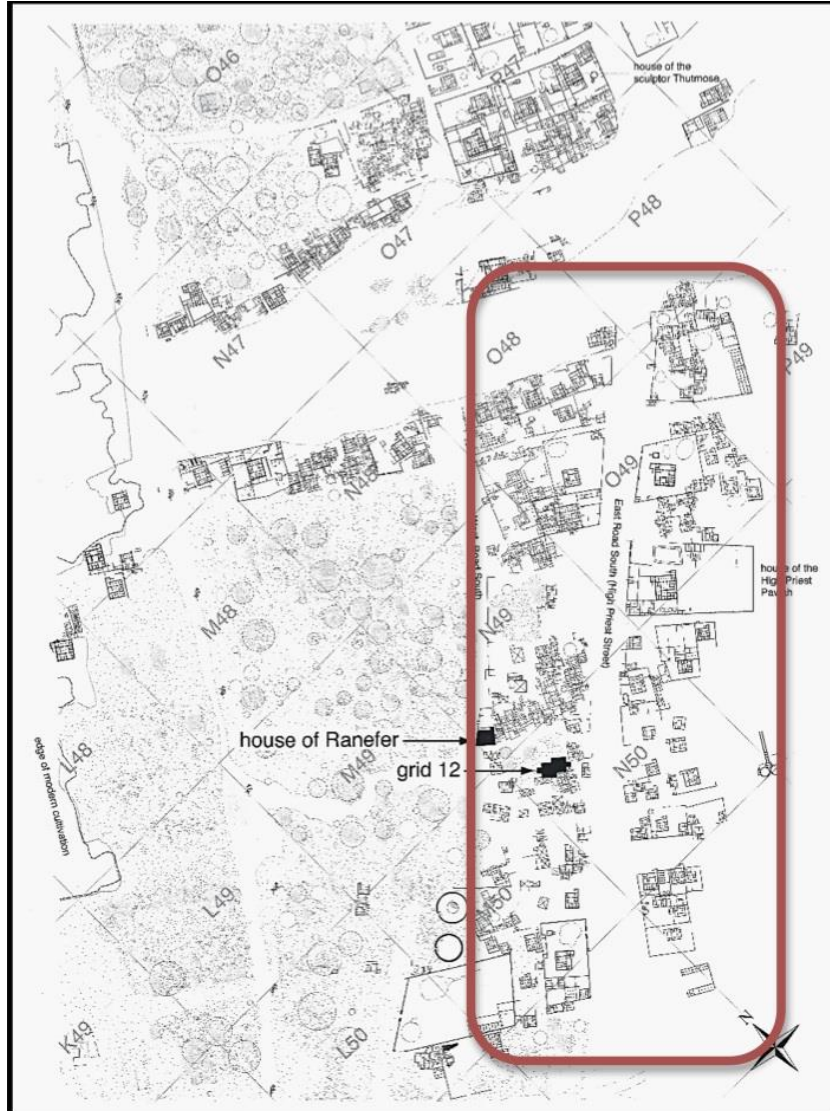 O46
P47
house of the
sculptor Thutmose
P48
O47
N47
O48
P49
N48
O49
East Road South (High Priest Street)
Road South
house of the
High Priest
M48
N49
house of Ranefer
L48
M49
grid 12
N50
edge of modern cultivation
L49
K49
L50
N